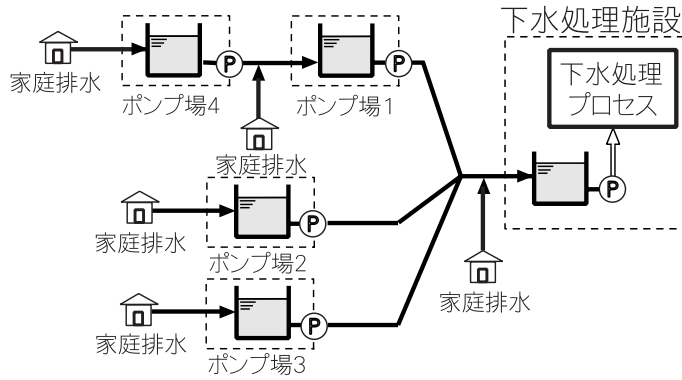 下水処理施設
家庭排水
P
ポンプ場4
P
ポンプ場1
家庭排水
下水処理
プロセス
P
家庭排水
P
ポンプ場2
家庭排水
家庭排水
P
ポンプ場3